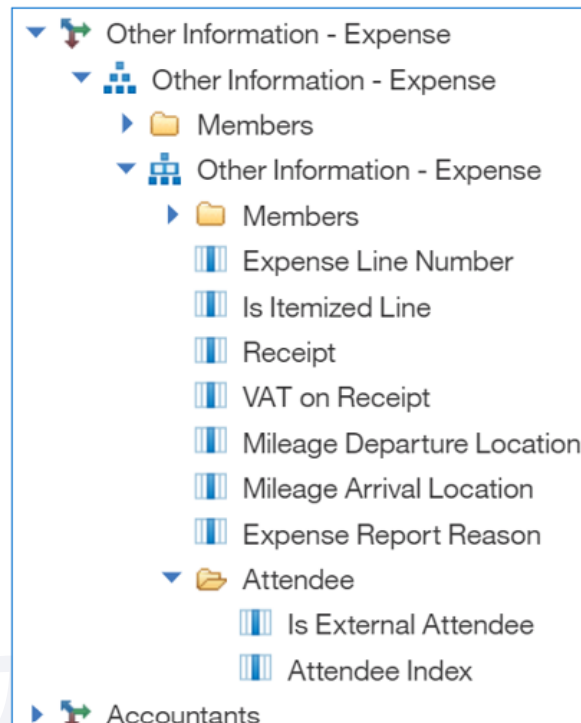 Other Information - Expense
Other Information - Expense
Members
Other Information - Expense
Members
Expense Line Number
Is Itemized Line
Receipt
VAT on Receipt
Mileage Departure Location
Mileage Arrival Location
Expense Report Reason
Attendee
Is External Attendee
Attendee Index
Accountants